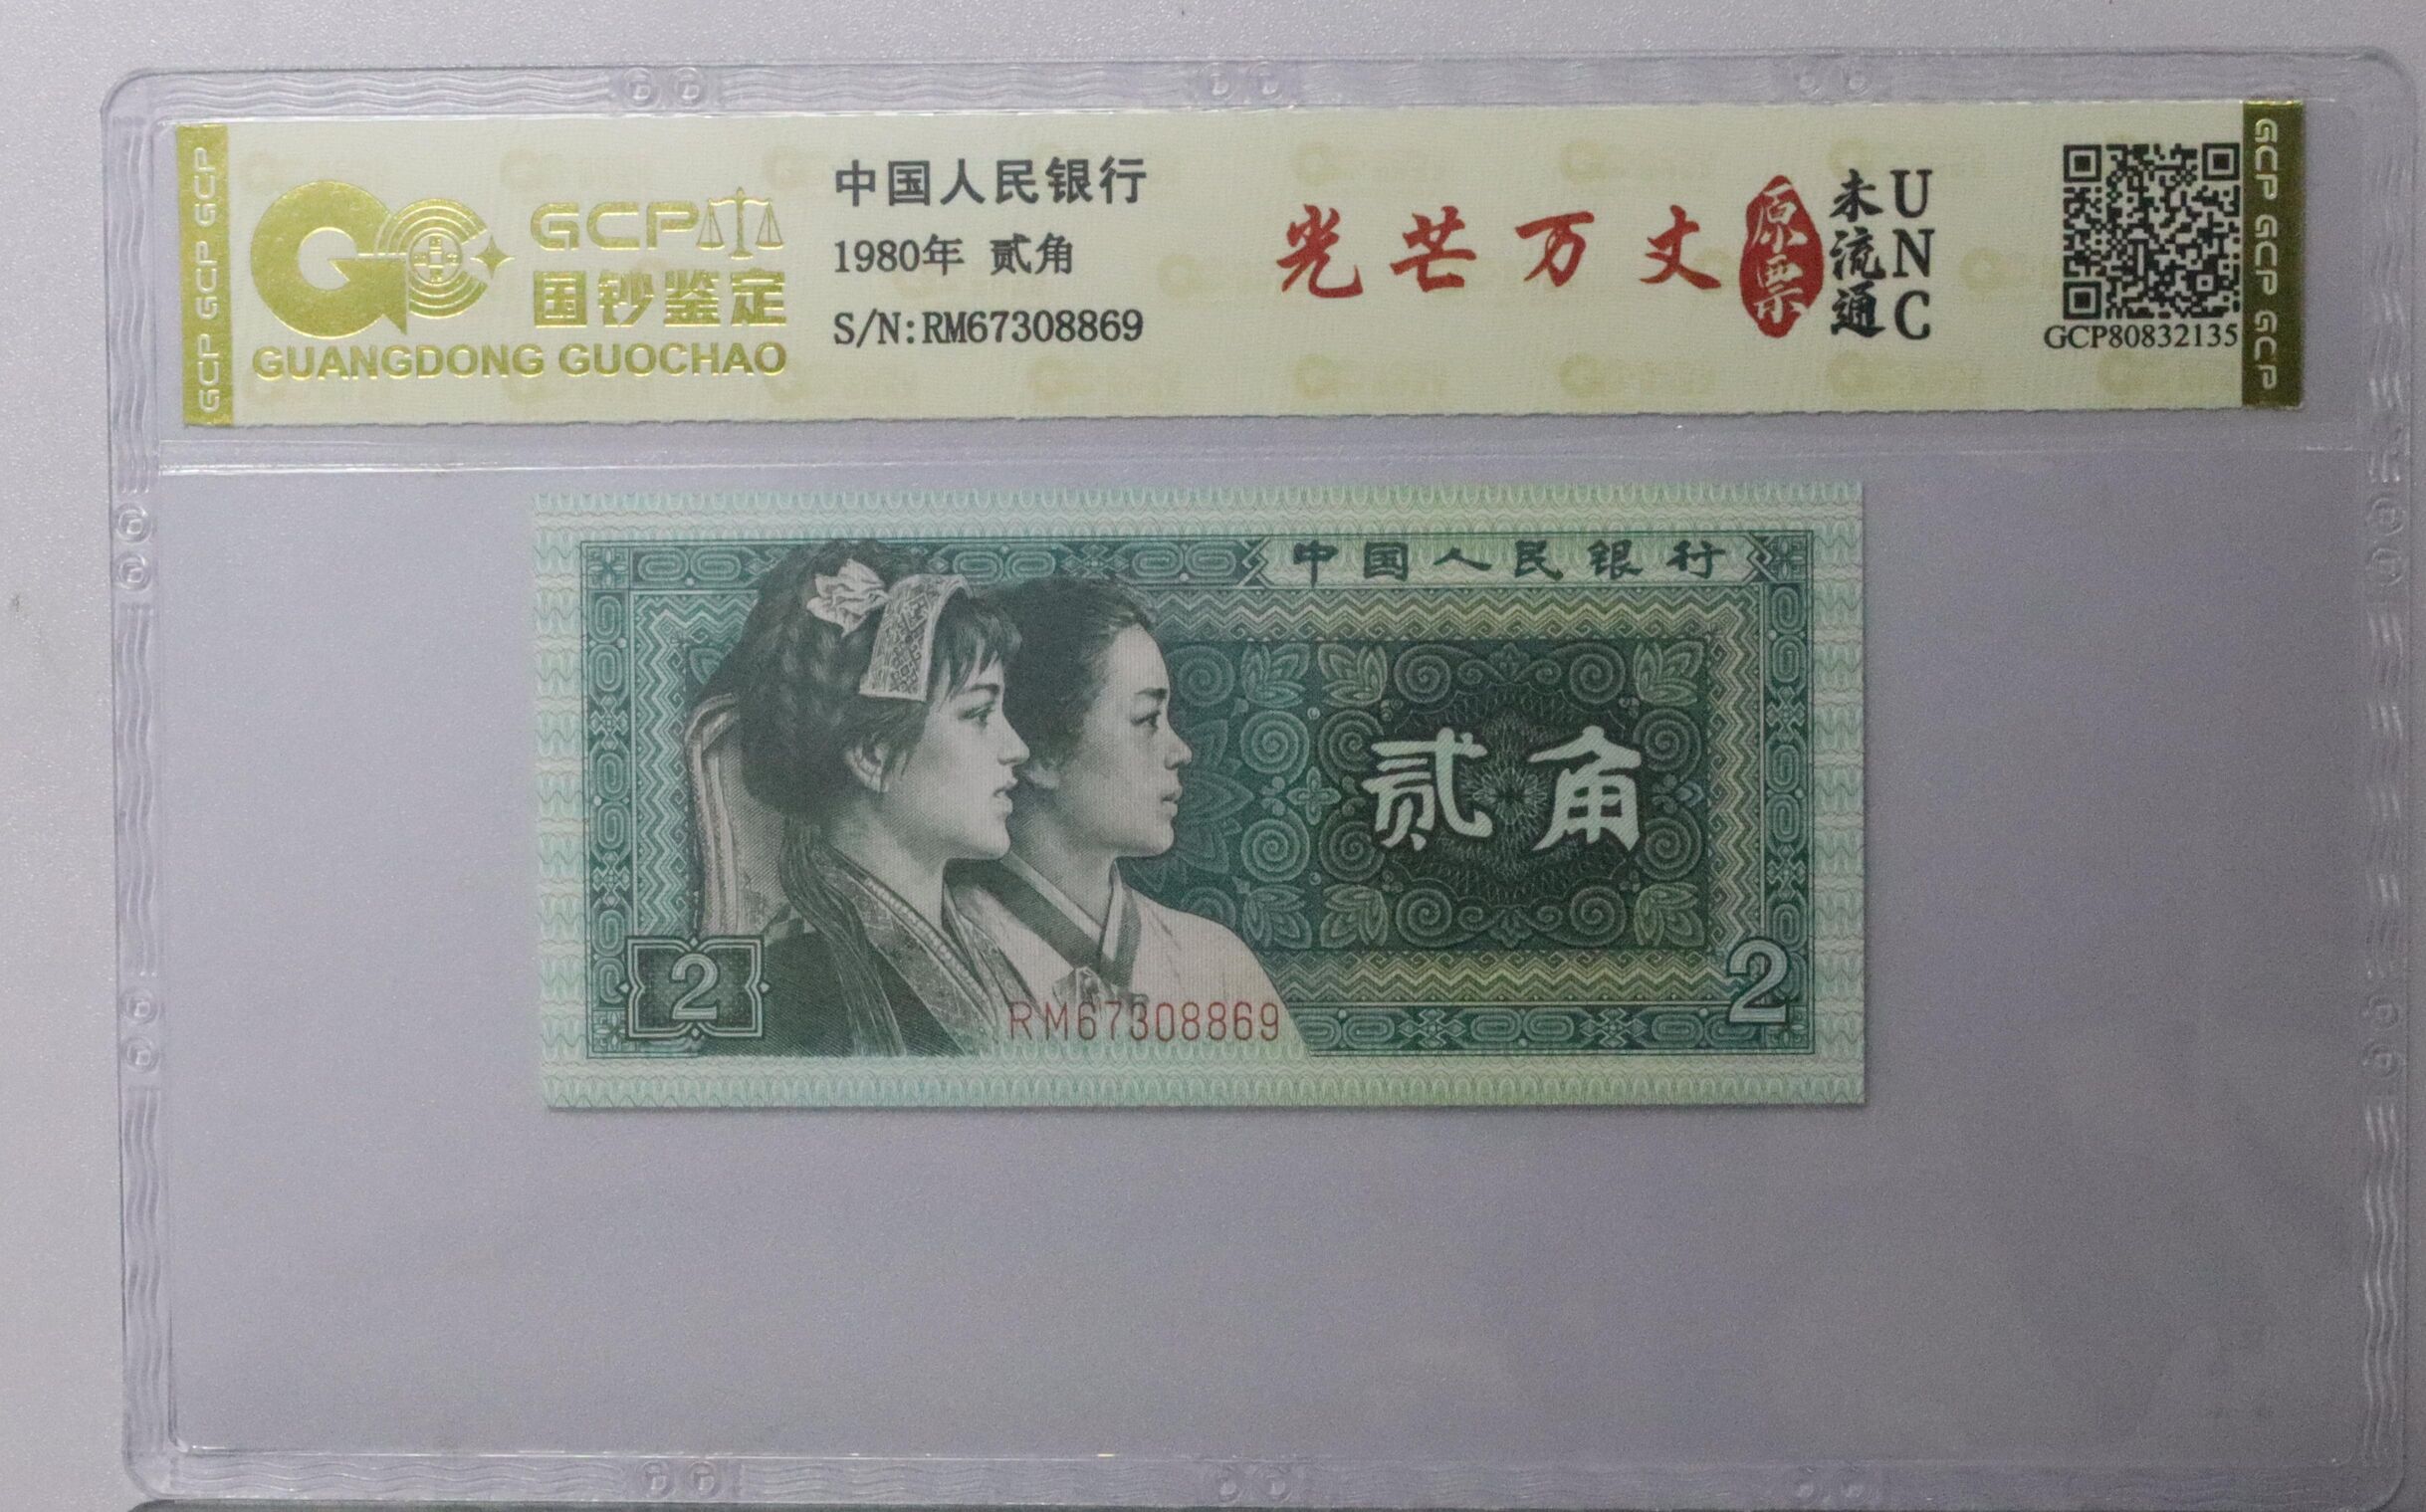 GCP GCP GCP
GCP
国钞鉴定
GUANGDONG GUOCHAO
中国人民银行
1980年 贰角
S/N:RM67308869
光芒万丈
原票
未流通
UNC
GCP80832135
GCP GCP GCP
中国人民银行
贰角
2
RM67308869
2